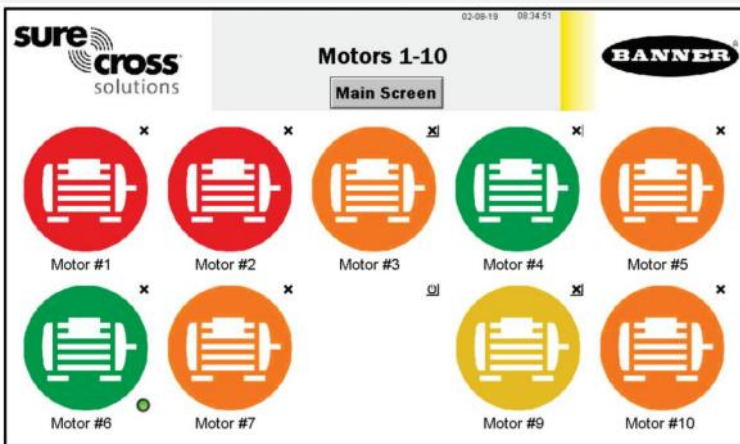 sure cross solutions
02-09-19 08:34:51
Motors 1-10
Main Screen
BANNER
Motor #1 Motor #2 Motor #3 Motor #4 Motor #5
Motor #6 Motor #7 Motor #9 Motor #10